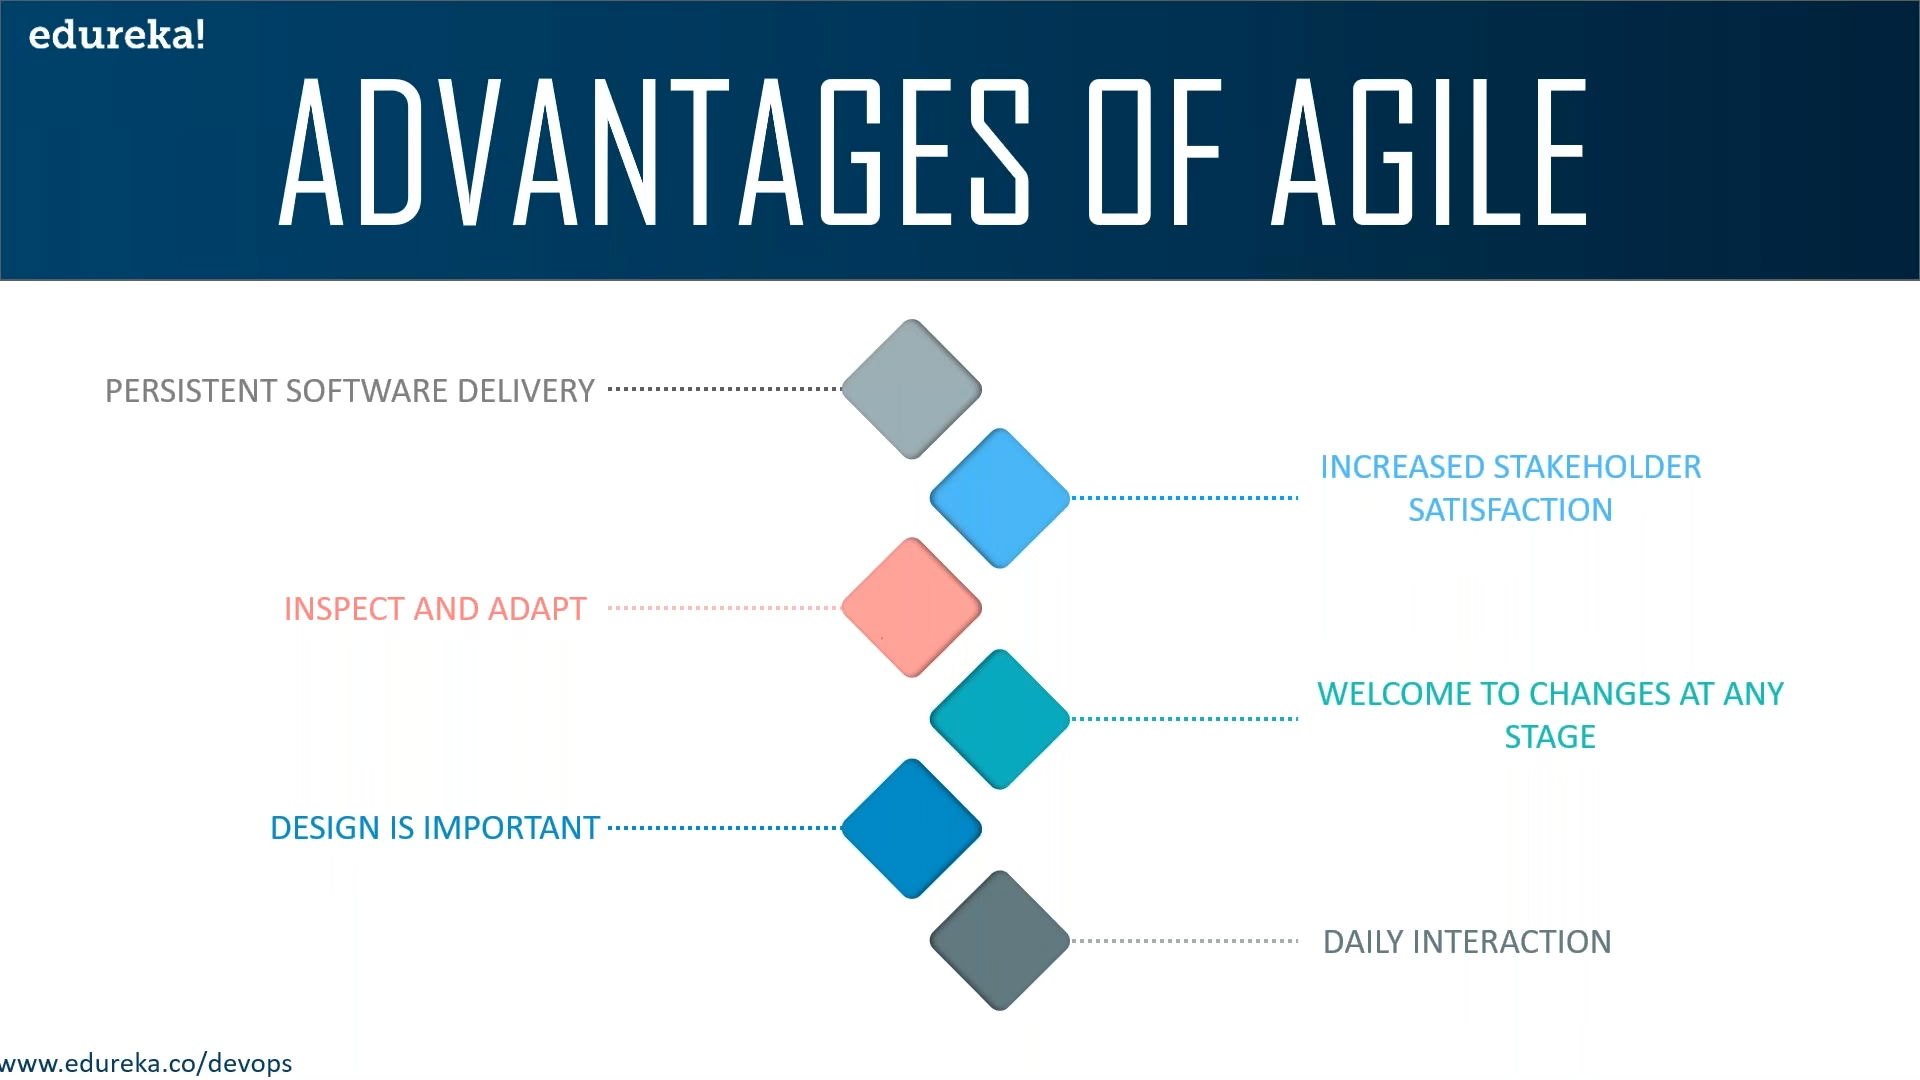 edureka!
ADVANTAGES OF AGILE
PERSISTENT SOFTWARE DELIVERY
INCREASED STAKEHOLDER
SATISFACTION
INSPECT AND ADAPT
WELCOME TO CHANGES AT ANY
STAGE
DESIGN IS IMPORTANT
DAILY INTERACTION
www.edureka.co/devops